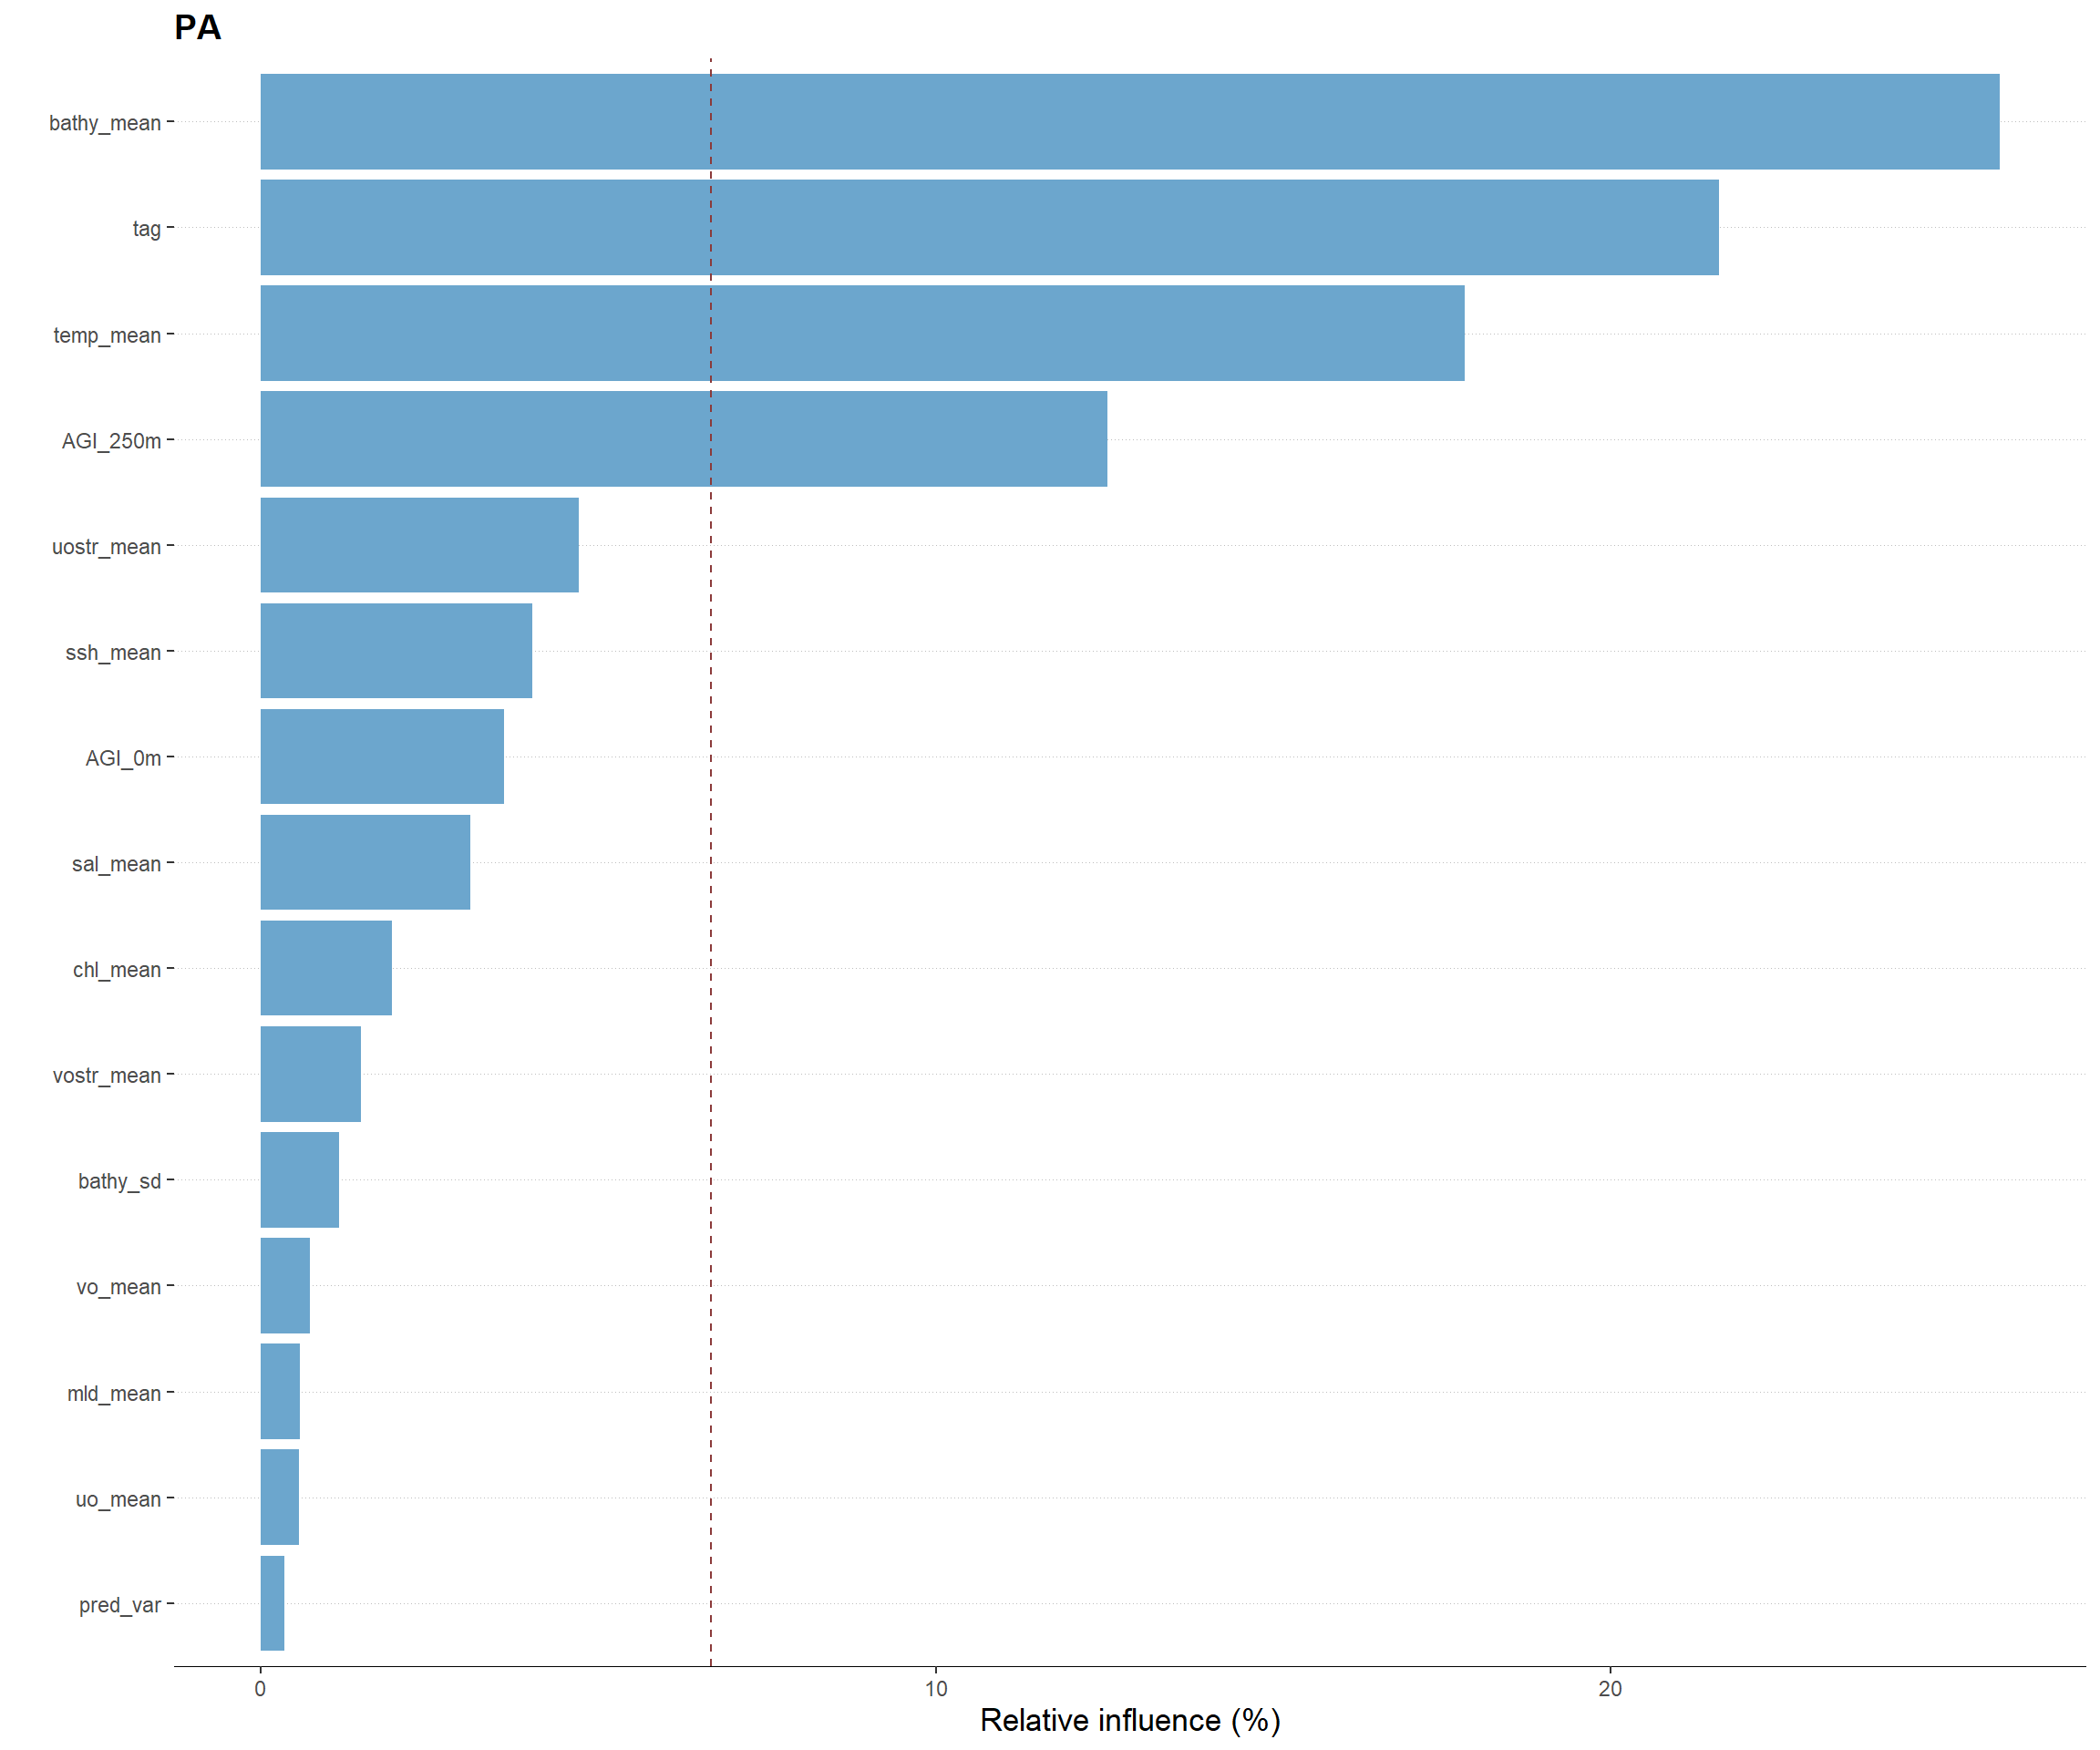 PA
bathy_mean
tag
temp_mean
AGI_250m
uostr_mean
ssh_mean
AGI_0m
sal_mean
chl_mean
vostr_mean
bathy_sd
vo_mean
mld_mean
uo_mean
pred_var
0 10 20
Relative influence (%)